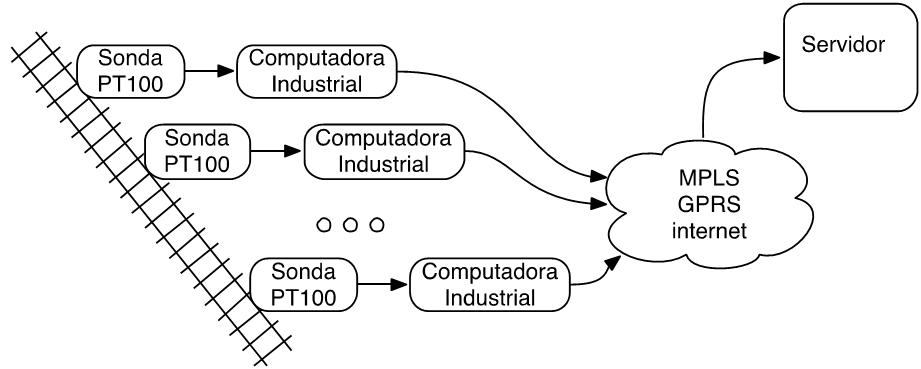 Sonda
PT100
Computadora
Industrial
Servidor
Sonda
PT100
Computadora
Industrial
MPLS
GPRS
internet
Sonda
PT100
Computadora
Industrial